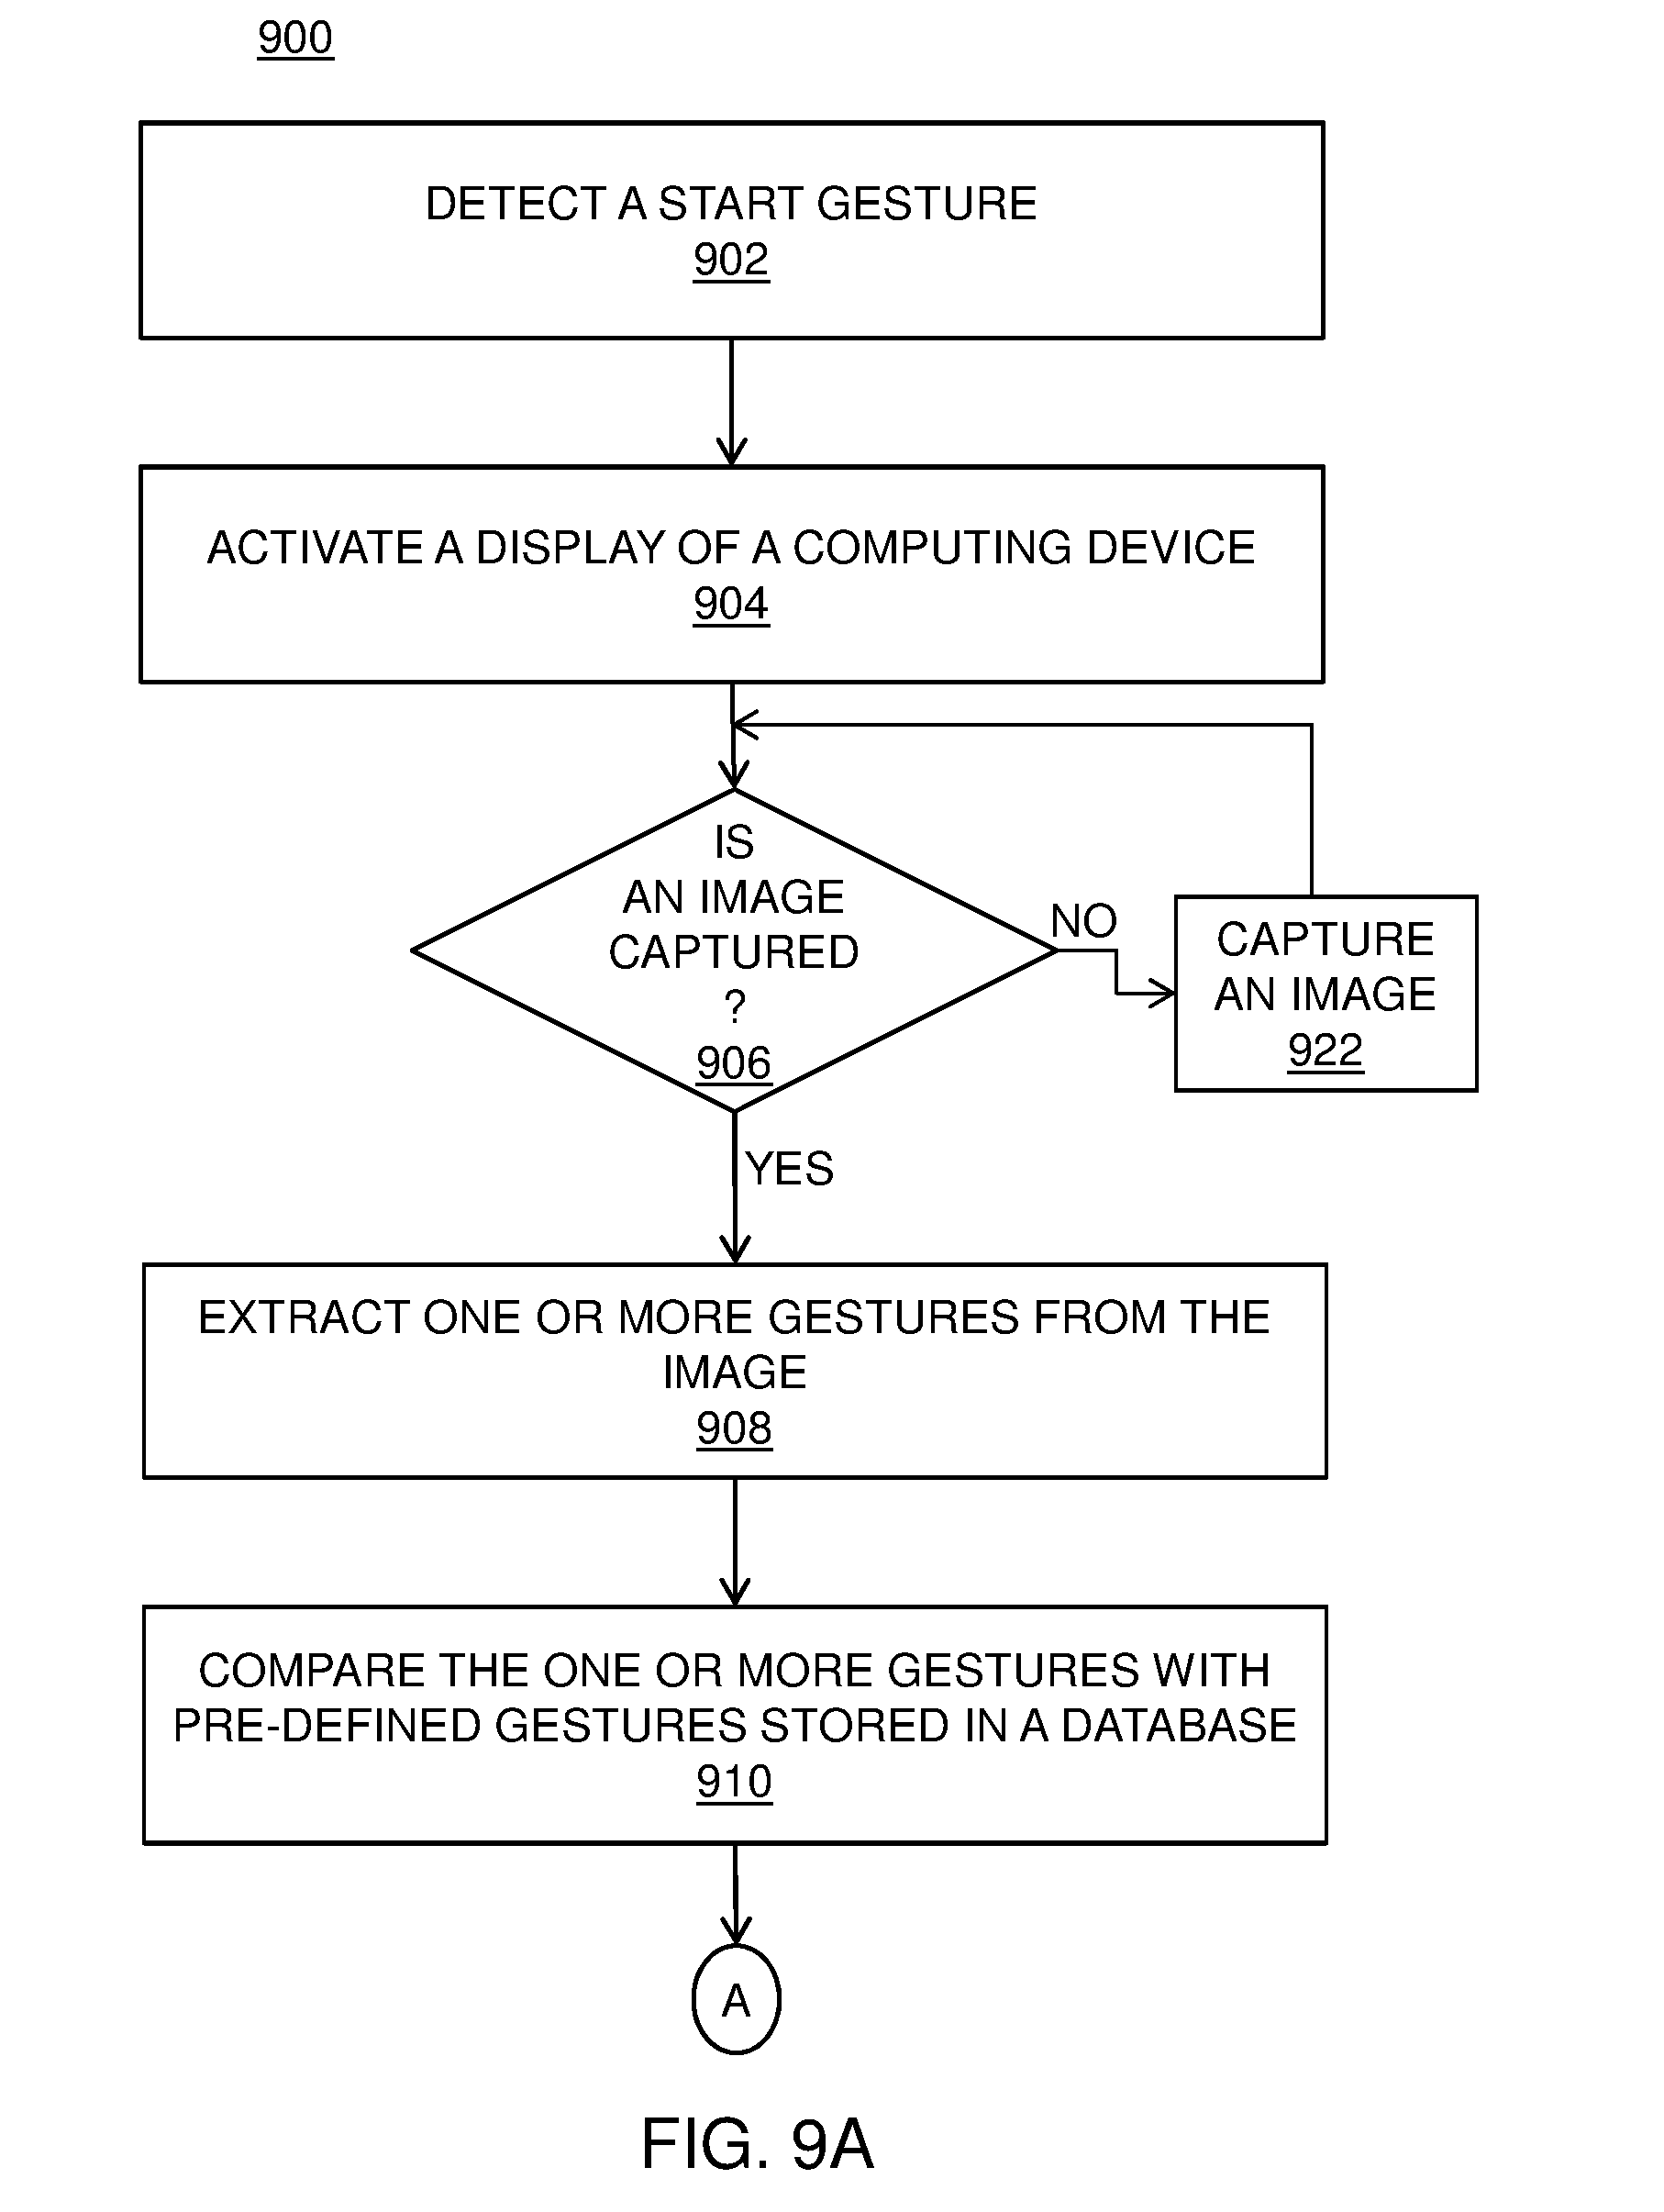 900
DETECT A START GESTURE
902
ACTIVATE A DISPLAY OF A COMPUTING DEVICE
904
IS
AN IMAGE
CAPTURED
?
906
NO
CAPTURE
AN IMAGE
922
YES
EXTRACT ONE OR MORE GESTURES FROM THE
IMAGE
908
COMPARE THE ONE OR MORE GESTURES WITH
PRE-DEFINED GESTURES STORED IN A DATABASE
910
A
FIG. 9A